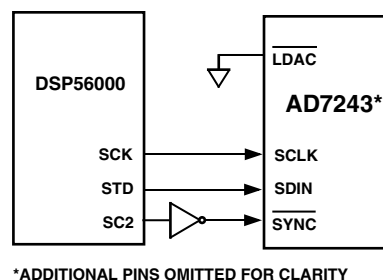 DSP56000
LDAC
AD7243*
SCK
SCLK
STD
SDIN
SC2
SYNC
*ADDITIONAL PINS OMITTED FOR CLARITY